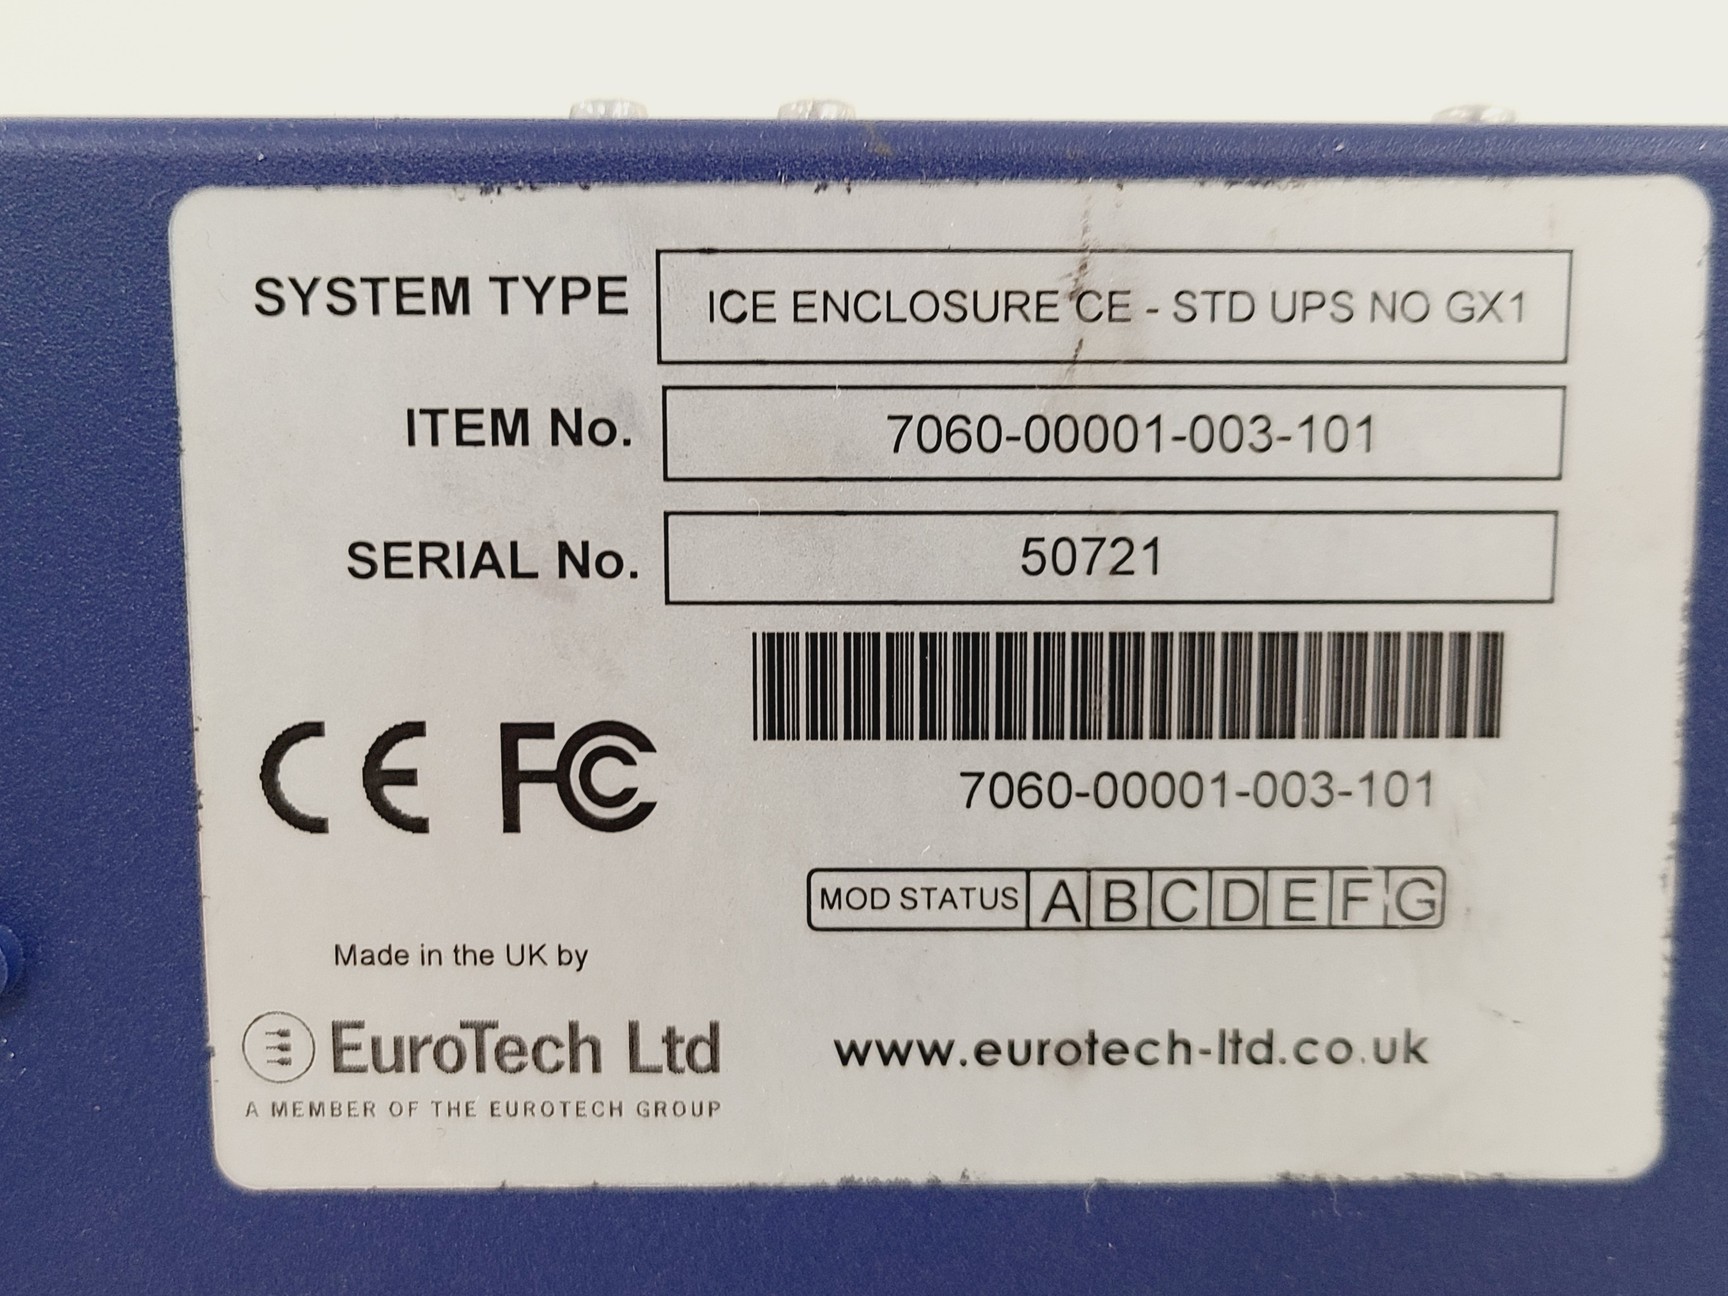 SYSTEM TYPE ICE ENCLOSURE CE - STD UPS NO GX1
ITEM No. 7060-00001-003-101
SERIAL No. 50721
CE FC
7060-00001-003-101
MOD STATUS A B C D E F G
Made in the UK by
EuroTech Ltd
A MEMBER OF THE EUROTECH GROUP
www.eurotech-ltd.co.uk